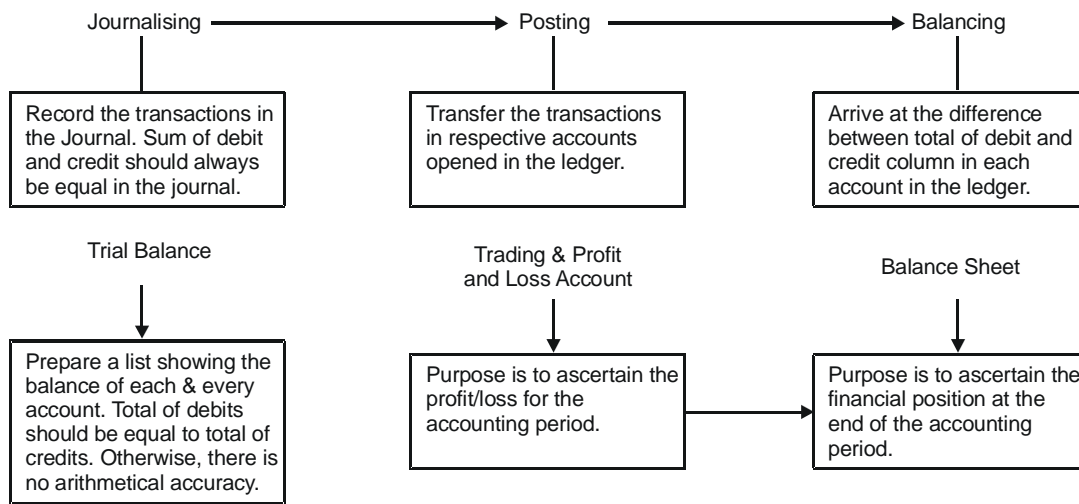 Journalising
Posting
Balancing
Record the transactions in
the Journal. Sum of debit
and credit should always
be equal in the journal.
Transfer the transactions
in respective accounts
opened in the ledger.
Arrive at the difference
between total of debit and
credit column in each
account in the ledger.
Trial Balance
Trading & Profit
and Loss Account
Balance Sheet
Prepare a list showing the
balance of each & every
account. Total of debits
should be equal to total of
credits. Otherwise, there is
no arithmetical accuracy.
Purpose is to ascertain the
profit/loss for the
accounting period.
Purpose is to ascertain the
financial position at the
end of the accounting
period.